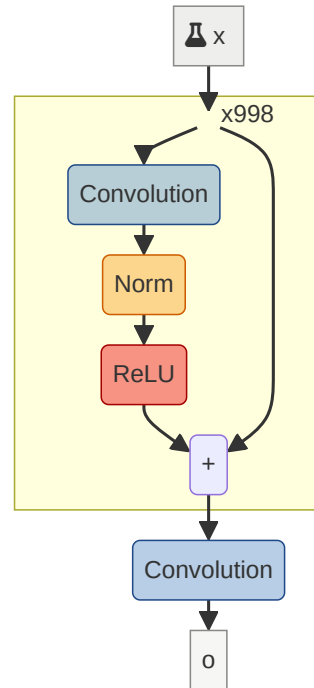 x
x998
Convolution
Norm
ReLU
+
Convolution
o